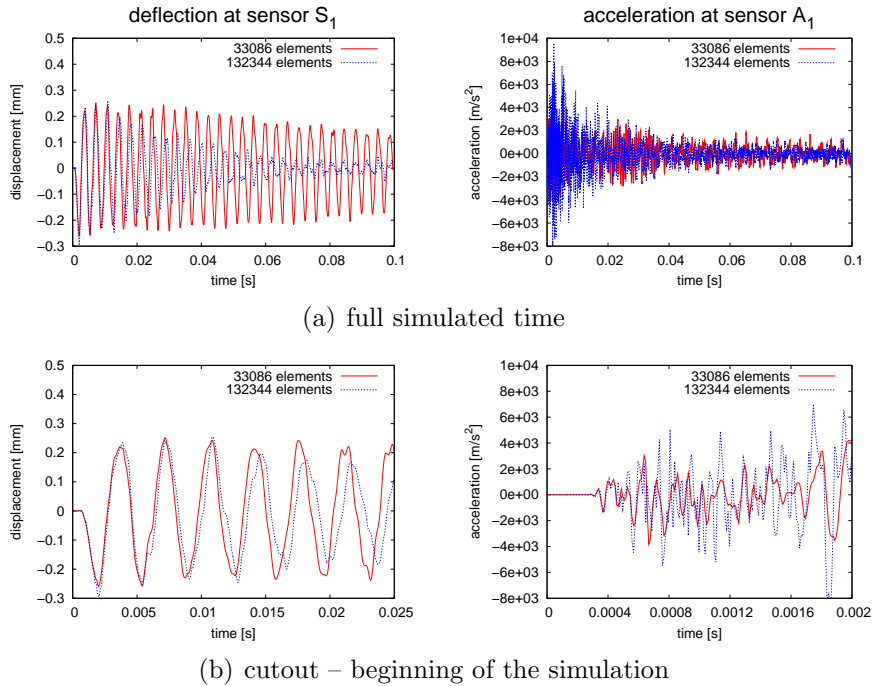 deflection at sensor S1
acceleration at sensor A1
0.5
0.4
0.3
0.2
0.1
0
−0.1
−0.2
−0.3
displacement [mm]
33086 elements
132344 elements
0 0.02 0.04 0.06 0.08 0.1
time [s]
1e+04
8e+03
6e+03
4e+03
2e+03
0e+00
−2e+03
−4e+03
−6e+03
−8e+03
acceleration [m/s2]
33086 elements
132344 elements
0 0.02 0.04 0.06 0.08 0.1
time [s]
(a) full simulated time
0.5
0.4
0.3
0.2
0.1
0
−0.1
−0.2
−0.3
displacement [mm]
33086 elements
132344 elements
0 0.005 0.01 0.015 0.02 0.025
time [s]
1e+04
8e+03
6e+03
4e+03
2e+03
0e+00
−2e+03
−4e+03
−6e+03
−8e+03
acceleration [m/s2]
33086 elements
132344 elements
0 0.0004 0.0008 0.0012 0.0016 0.002
time [s]
(b) cutout – beginning of the simulation